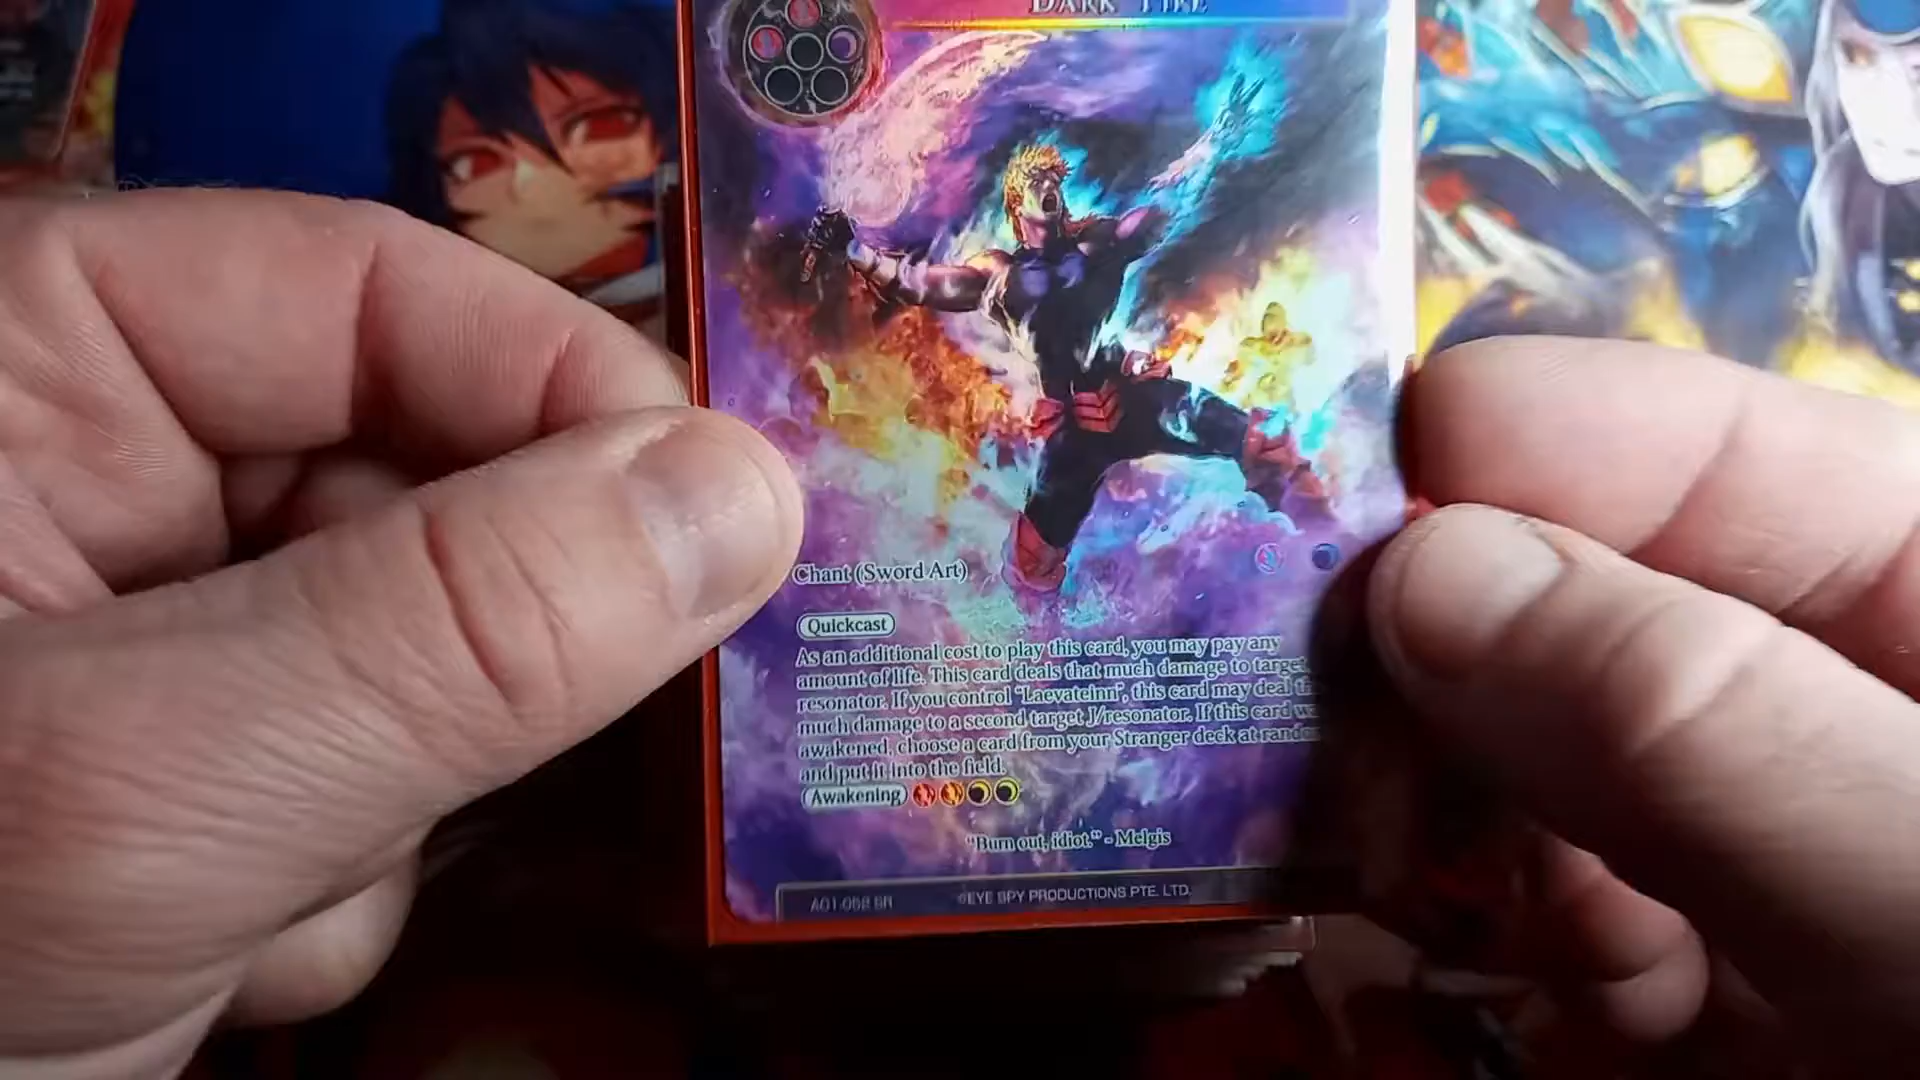 DARK FIRE
Chant (Sword Art)
Quickcast
As an additional cost to play this card, you may pay any
amount of life. This card deals that much damage to target
resonator. If you control "Laevateinn", this card may deal
much damage to a second target J/resonator. If this card
awakened, choose a card from your Stranger deck at
and put it into the field.
Awakening
"Burn out, idiot." - Melgis
SR ©EYE SPY PRODUCTIONS PTE. LTD.